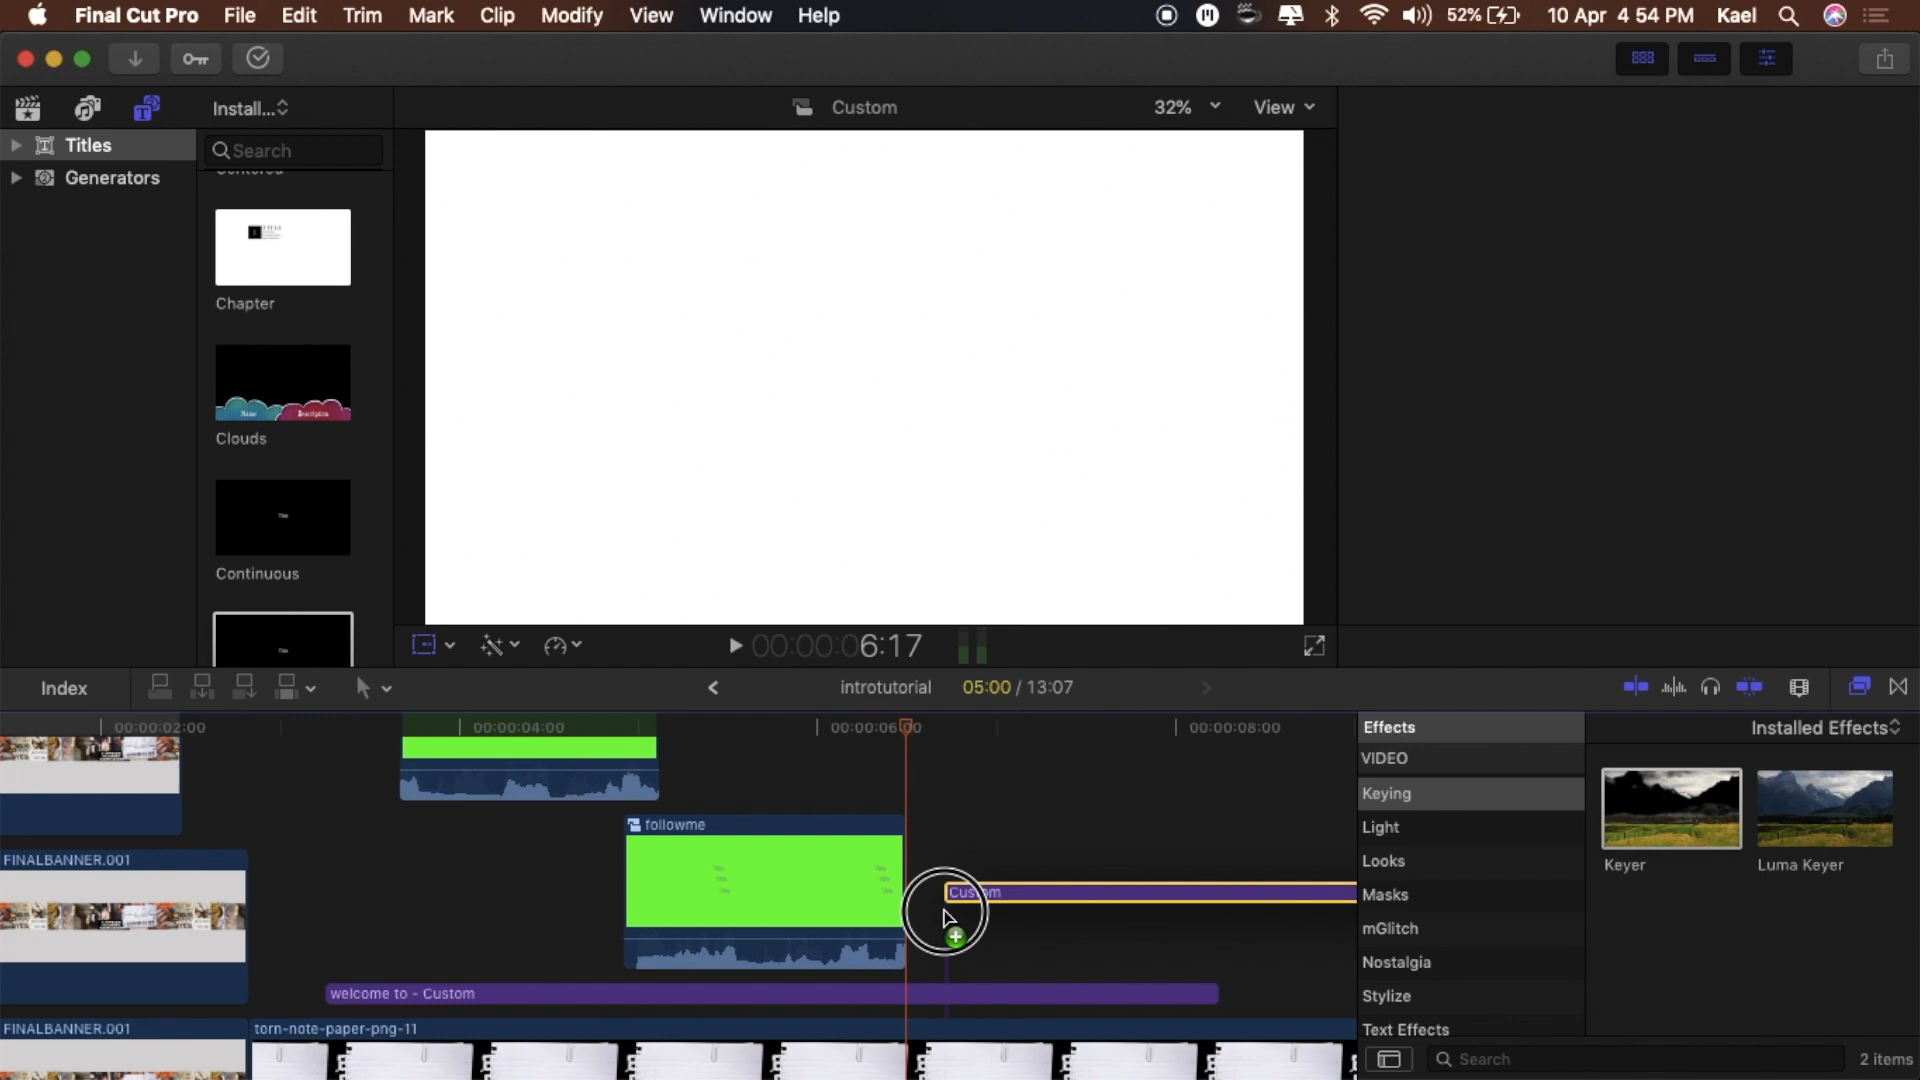 Final Cut Pro File Edit Trim Mark Clip Modify View Window Help 52% 10 Apr 4 54 PM Kael
Install... Custom 32% View
Titles Search
Generators
Centered
Chapter
Clouds
Continuous
00:00:06:17
Index introtutorial 05:00 / 13:07
00:00:02:00 00:00:04:00 00:00:06:00 00:00:08:00
Effects Installed Effects
VIDEO
Keying
Light
Looks
Masks
mGlitch
Nostalgia
Stylize
Text Effects
Keyer Luma Keyer
followme
FINALBANNER.001
Custom
welcome to - Custom
FINALBANNER.001 torn-note-paper-png-11
Search 2 items